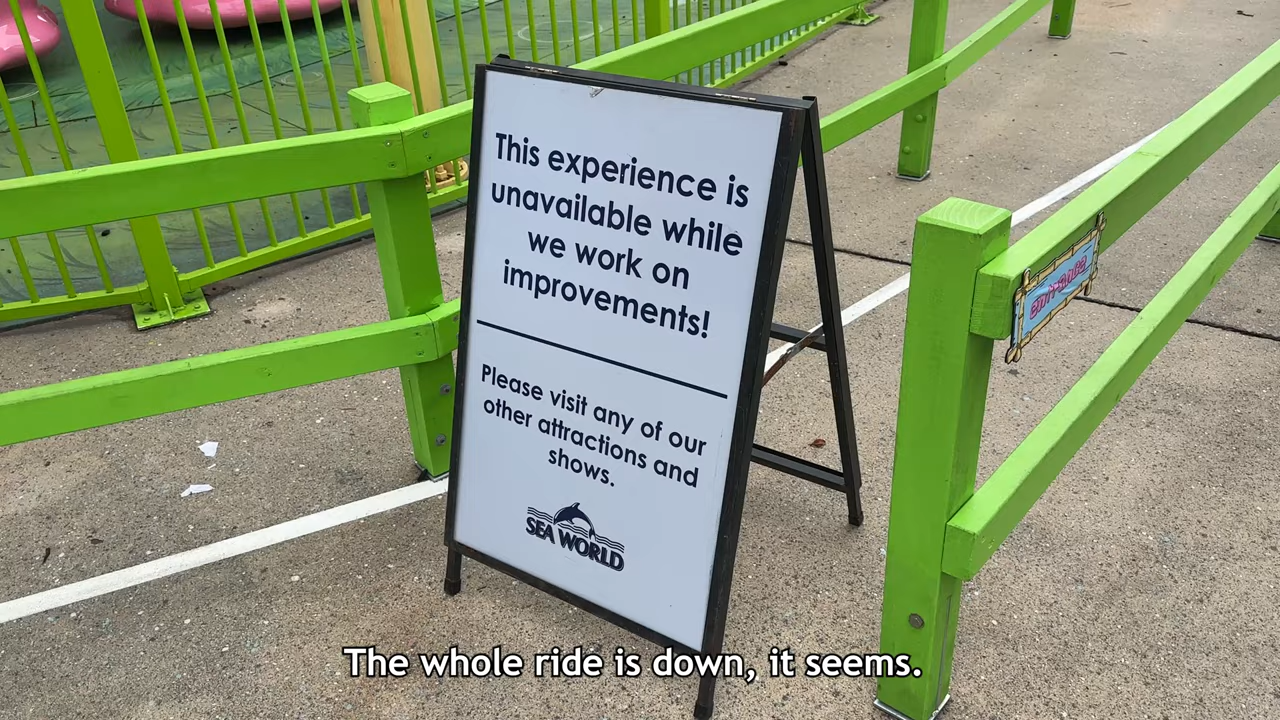 This experience is
unavailable while
we work on
improvements!
Please visit any of our
other attractions and
shows.
SEA WORLD
entrance
The whole ride is down, it seems.